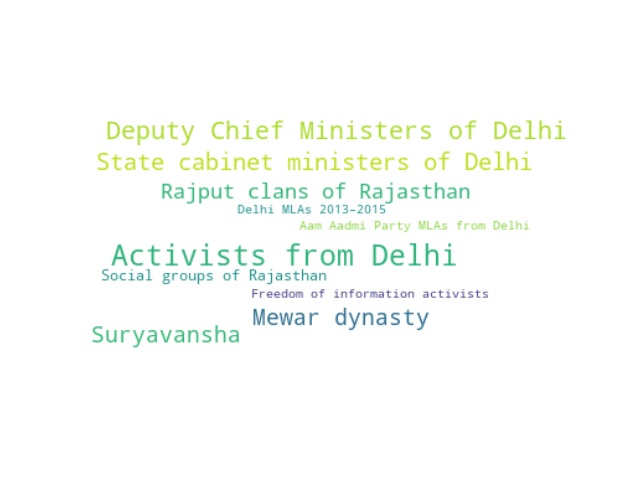 Deputy Chief Ministers of Delhi
State cabinet ministers of Delhi
Rajput clans of Rajasthan
Delhi MLAs 2013–2015
Aam Aadmi Party MLAs from Delhi
Activists from Delhi
Social groups of Rajasthan
Freedom of information activists
Mewar dynasty
Suryavansha